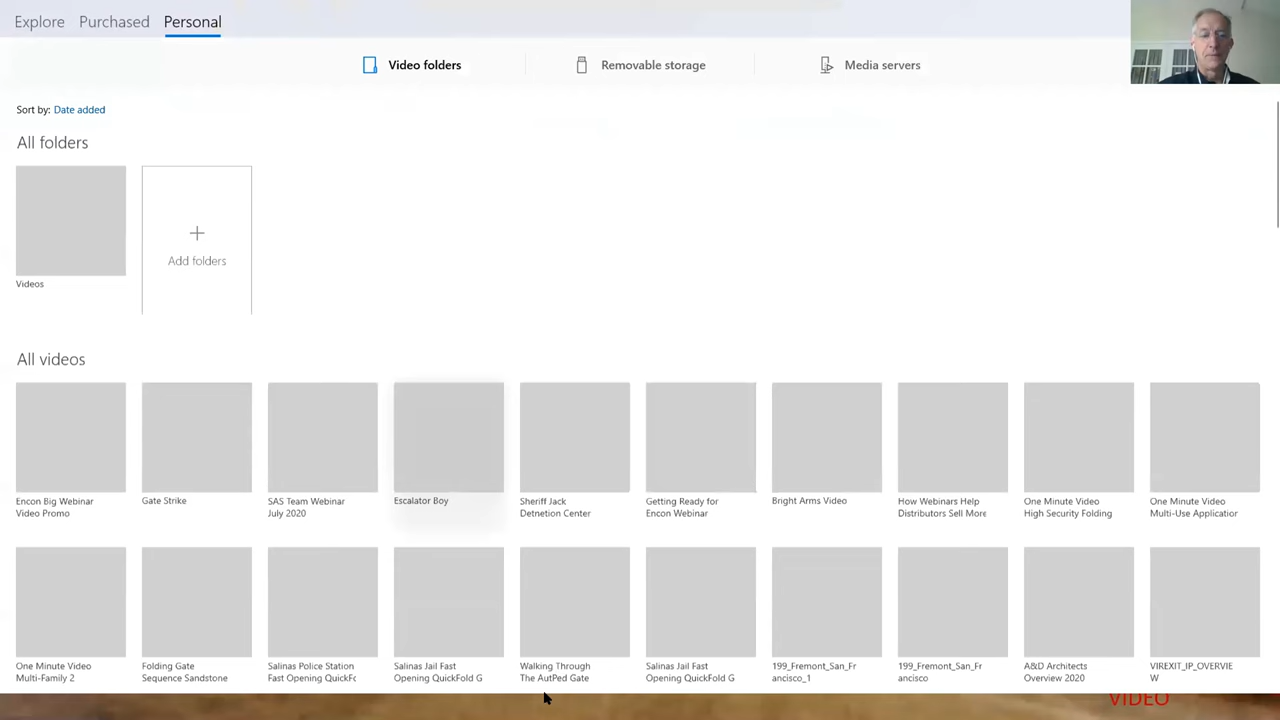 Explore Purchased Personal
Video folders Removable storage Media servers
Sort by: Date added
All folders
Add folders
Videos
All videos
Encon Big Webinar
Video Promo
Gate Strike
SAS Team Webinar
July 2020
Escalator Boy
Sheriff Jack
Detnetion Center
Getting Ready for
Encon Webinar
Bright Arms Video
How Webinars Help
Distributors Sell More
One Minute Video
High Security Folding
One Minute Video
Multi-Use Applicatior
One Minute Video
Multi-Family 2
Folding Gate
Sequence Sandstone
Salinas Police Station
Fast Opening QuickFc
Salinas Jail Fast
Opening QuickFold G
Walking Through
The AutPed Gate
Salinas Jail Fast
Opening QuickFold G
199_Fremont_San_Fr
ancisco_1
199_Fremont_San_Fr
ancisco
A&D Architects
Overview 2020
VIREXIT_IP_OVERVIE
W
VIDEO